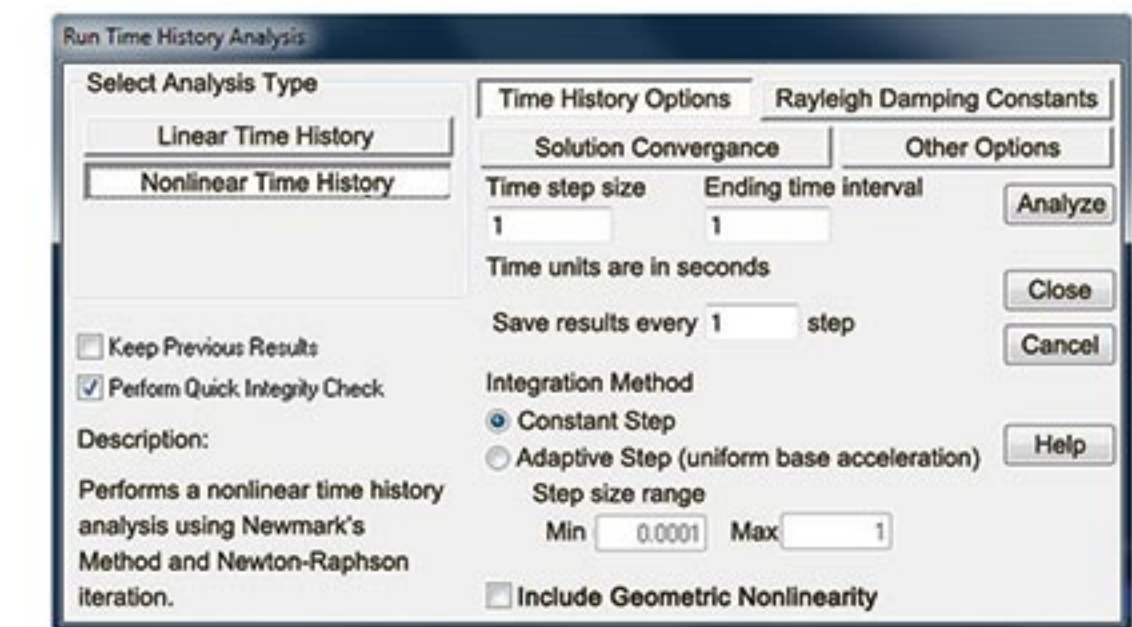 Run Time History Analysis
Select Analysis Type
Linear Time History
Nonlinear Time History
Keep Previous Results
Perform Quick Integrity Check
Description:
Performs a nonlinear time history
analysis using Newmark's
Method and Newton-Raphson
iteration.
Time History Options
Rayleigh Damping Constants
Solution Convergance
Other Options
Time step size Ending time interval
1 1
Time units are in seconds
Save results every 1 step
Integration Method
Constant Step
Adaptive Step (uniform base acceleration)
Step size range
Min 0.0001 Max 1
Include Geometric Nonlinearity
Analyze
Close
Cancel
Help